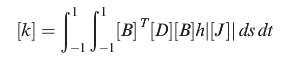 [k] = ∫_{-1}^{1} ∫_{-1}^{1} [B]^T [D][B]h|[J]| ds dt